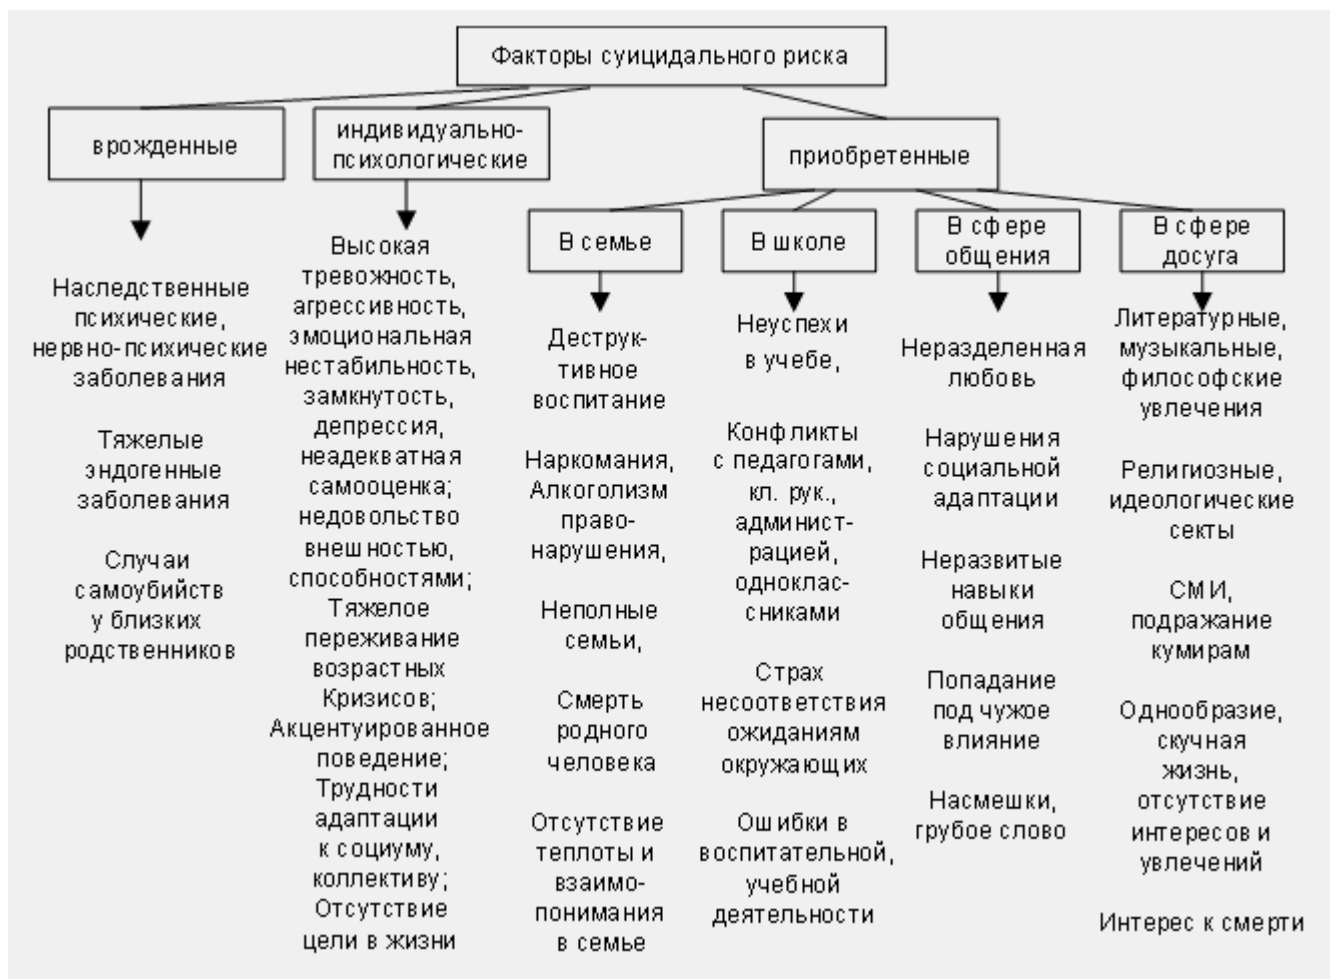 Факторы суицидального риска
врожденные
индивидуально-
психологические
приобретенные
В семье
В школе
В сфере
общения
В сфере
досуга
Наследственные
психические,
нервно-психические
заболевания
Тяжелые
эндогенные
заболевания
Случаи
самоубийств
у близких
родственников
Высокая
тревожность,
агрессивность,
эмоциональная
нестабильность,
замкнутость,
депрессия,
неадекватная
самооценка;
недовольство
внешностью,
способностями;
Тяжелое
переживание
возрастных
Кризисов;
Акцентуированное
поведение;
Трудности
адаптации
к социуму,
коллективу;
Отсутствие
цели в жизни
Деструк-
тивное
воспитание
Наркомания,
Алкоголизм
право-
нарушения,
Неполные
семьи,
Смерть
родного
человека
Отсутствие
теплоты и
взаимо-
понимания
в семье
Неуспехи
в учебе,
Конфликты
с педагогами,
кл. рук.,
админист-
рацией,
однокла​с-
сниками
Страх
несоответствия
ожиданиям
окружающих
Ошибки в
воспитательной,
учебной
деятельности
Неразделенная
любовь
Нарушения
социальной
адаптации
Неразвитые
навыки
общения
Попадание
под чужое
влияние
Насмешки,
грубое слово
Литературные,
музыкальные,
философские
увлечения
Религиозные,
идеологические
секты
СМИ,
подражание
кумирам
Однообразие,
скучная
жизнь,
отсутствие
интересов и
увлечений
Интерес к смерти